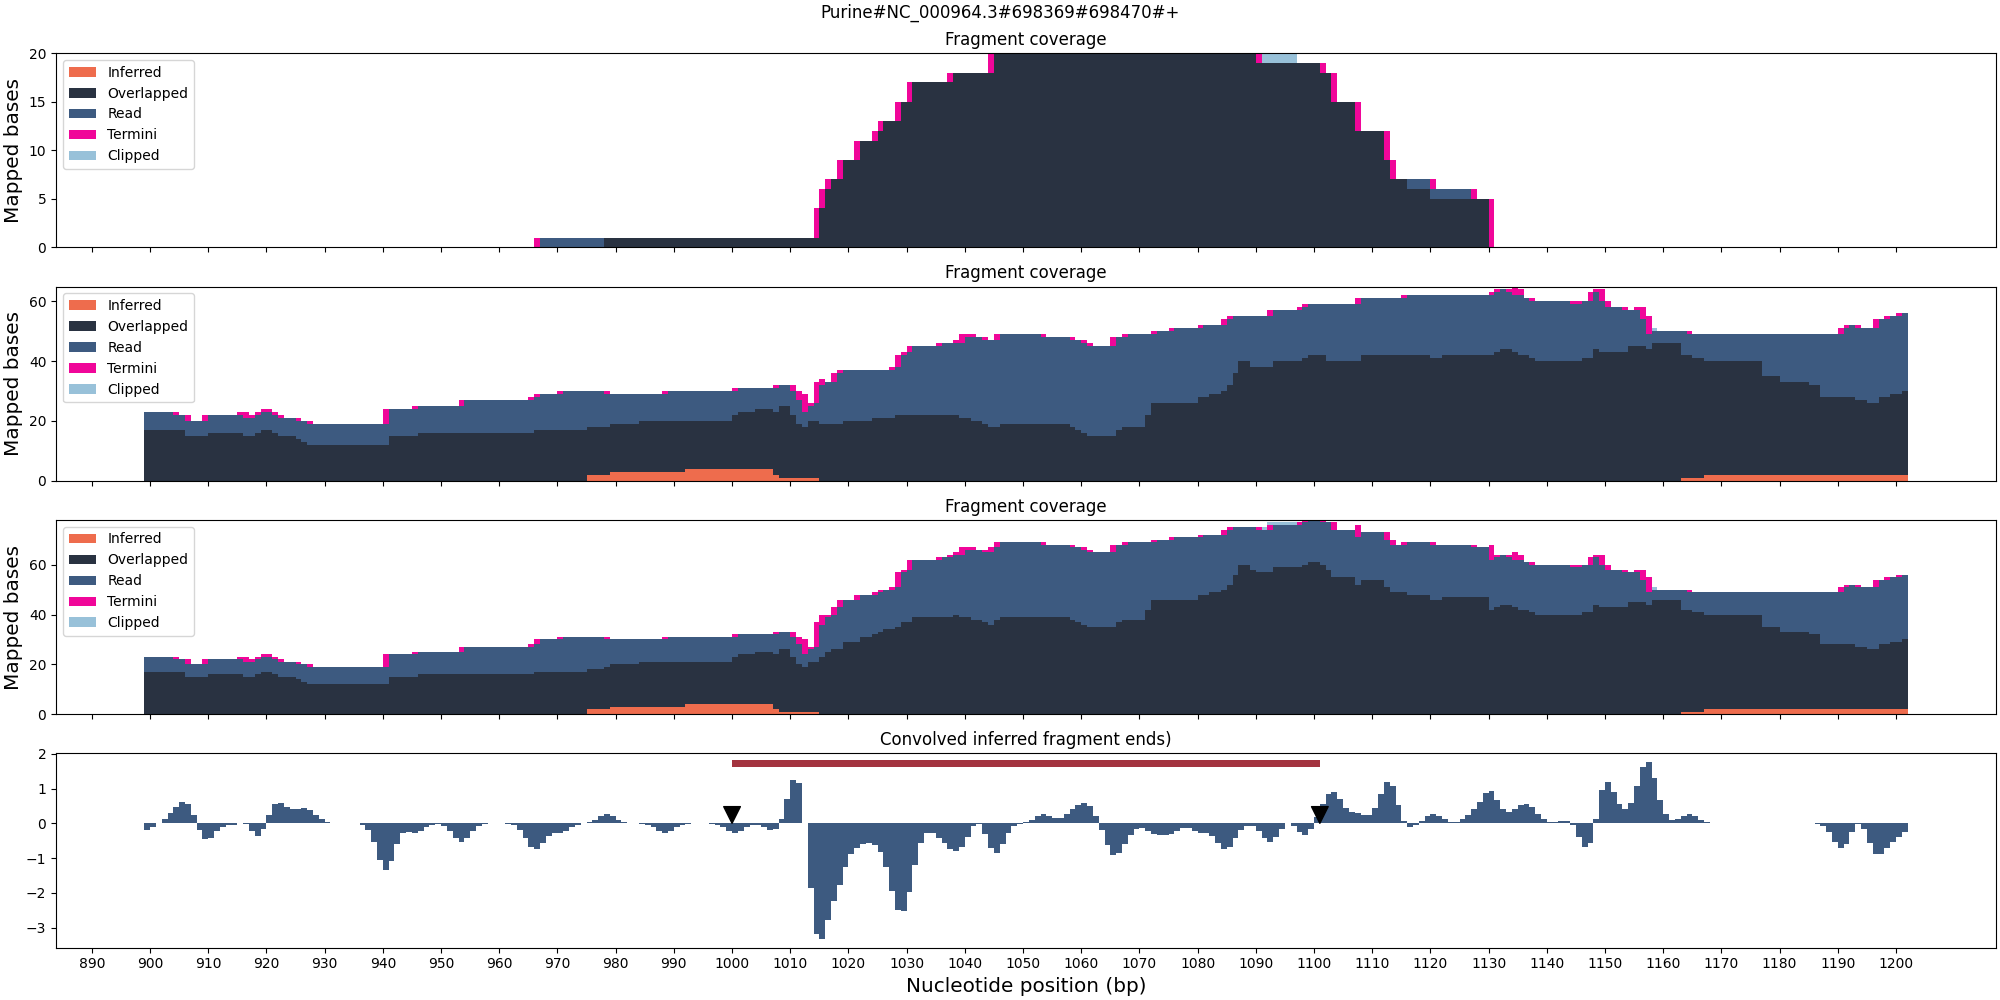 Purine#NC_000964.3#698369#698470#+
Fragment coverage
Mapped bases
20
15
10
5
0
Inferred
Overlapped
Read
Termini
Clipped
Fragment coverage
Mapped bases
60
40
20
0
Inferred
Overlapped
Read
Termini
Clipped
Fragment coverage
Mapped bases
60
40
20
0
Inferred
Overlapped
Read
Termini
Clipped
Convolved inferred fragment ends)
2
1
0
−1
−2
−3
890 900 910 920 930 940 950 960 970 980 990 1000 1010 1020 1030 1040 1050 1060 1070 1080 1090 1100 1110 1120 1130 1140 1150 1160 1170 1180 1190 1200
Nucleotide position (bp)